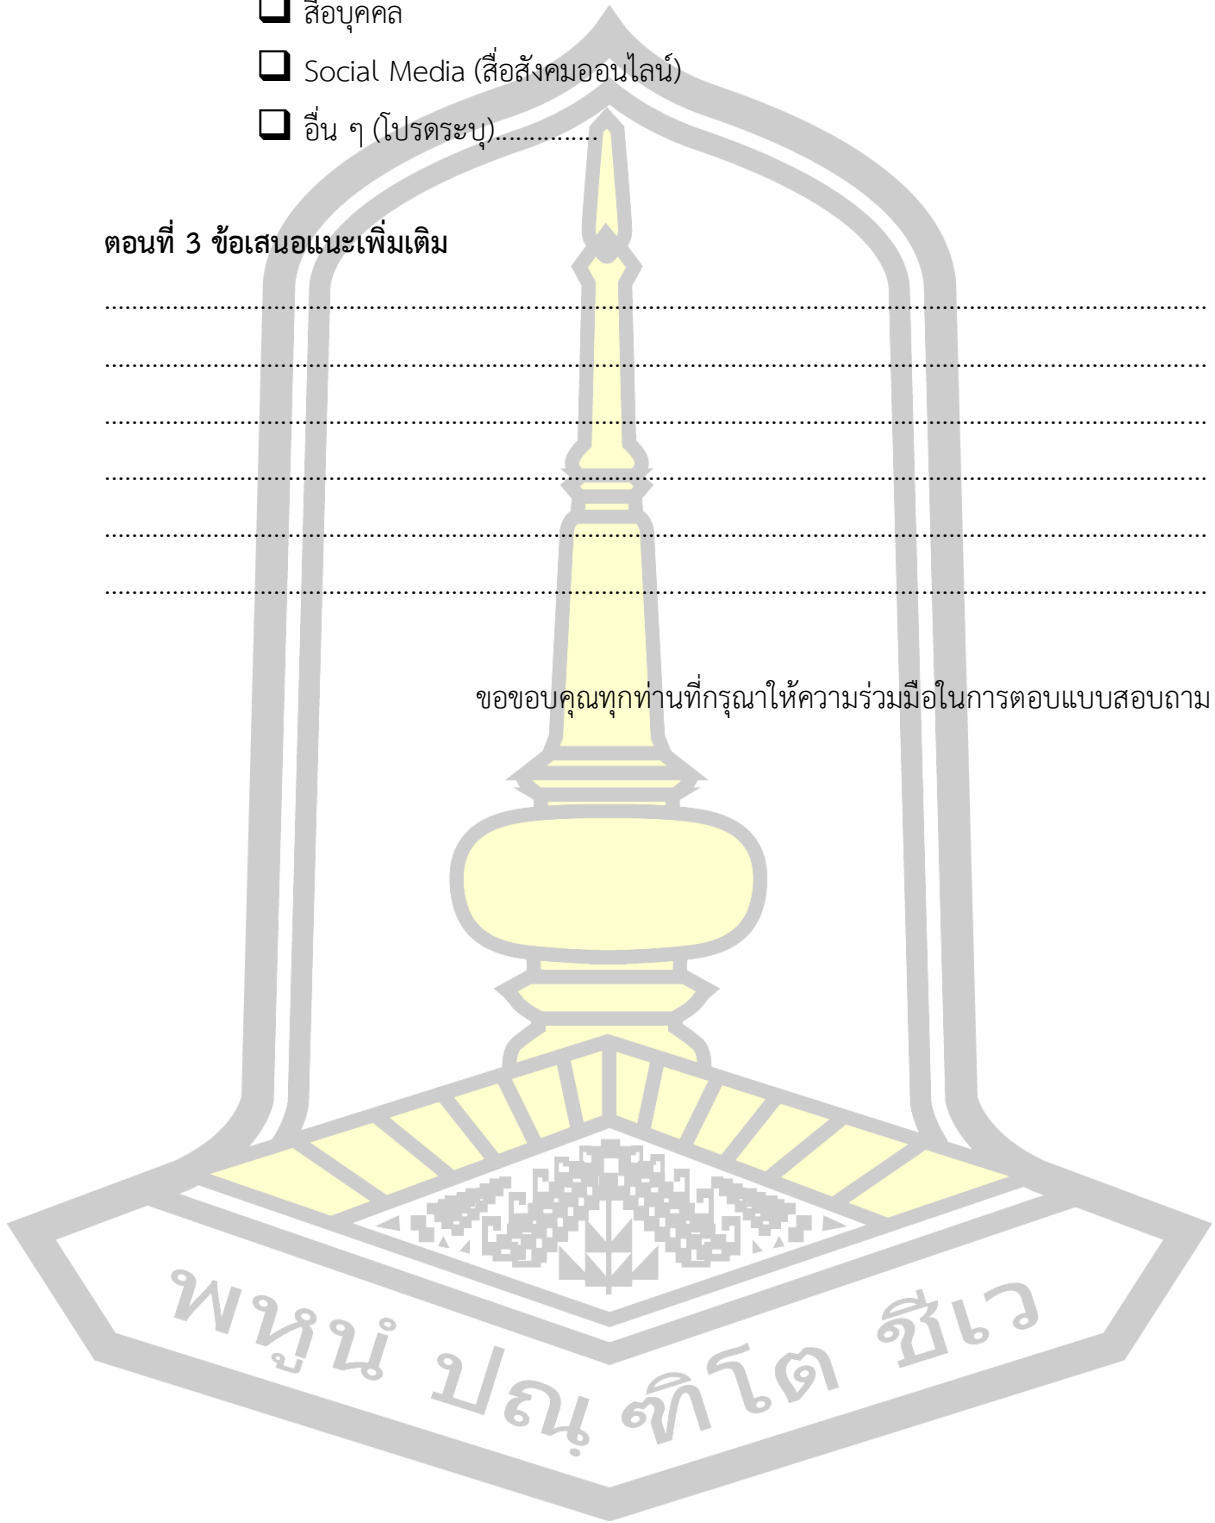 ❑ สื่อบุคคล
❑ Social Media (สื่อสังคมออนไลน์)
❑ อื่น ๆ (โปรดระบุ)...............
ตอนที่ 3 ข้อเสนอแนะเพิ่มเติม
................................................................................................................................................................
................................................................................................................................................................
................................................................................................................................................................
................................................................................................................................................................
................................................................................................................................................................
................................................................................................................................................................
ขอขอบคุณทุกท่านที่กรุณาให้ความร่วมมือในการตอบแบบสอบถาม
พหูนํ ปณฺฑิโต ชีเว